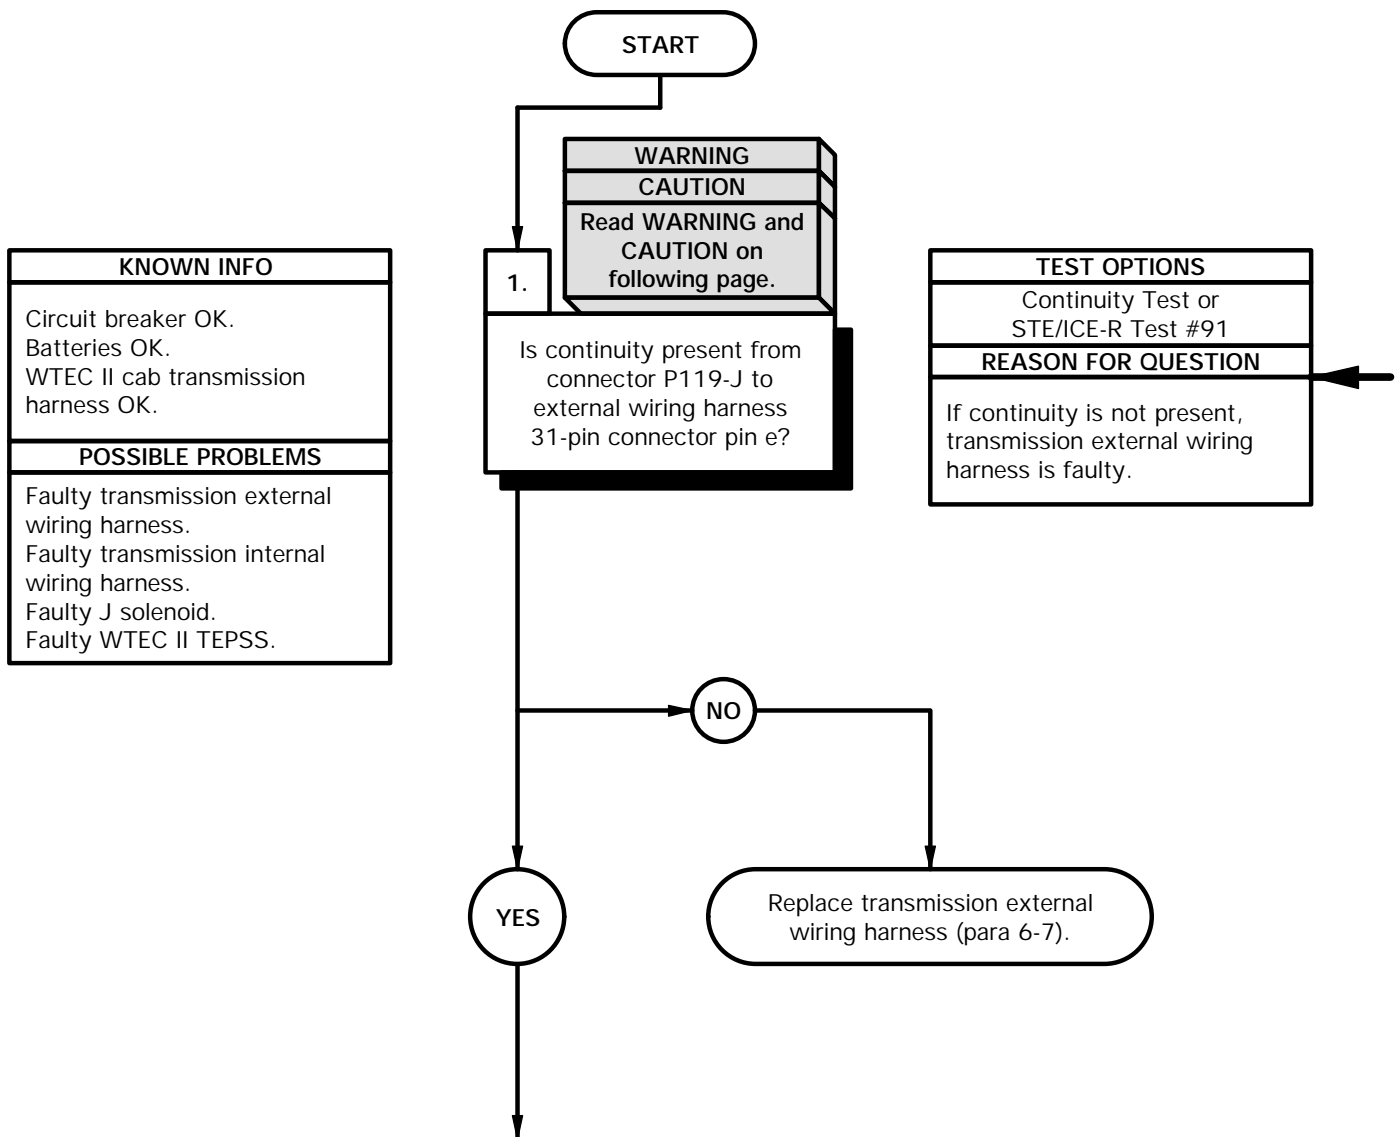 START
WARNING
CAUTION
Read WARNING and
CAUTION on
following page.
KNOWN INFO
Circuit breaker OK.
Batteries OK.
WTEC II cab transmission
harness OK.
POSSIBLE PROBLEMS
Faulty transmission external
wiring harness.
Faulty transmission internal
wiring harness.
Faulty J solenoid.
Faulty WTEC II TEPSS.
1.
Is continuity present from
connector P119-J to
external wiring harness
31-pin connector pin e?
TEST OPTIONS
Continuity Test or
STE/ICE-R Test #91
REASON FOR QUESTION
If continuity is not present,
transmission external wiring
harness is faulty.
NO
YES
Replace transmission external
wiring harness (para 6-7).